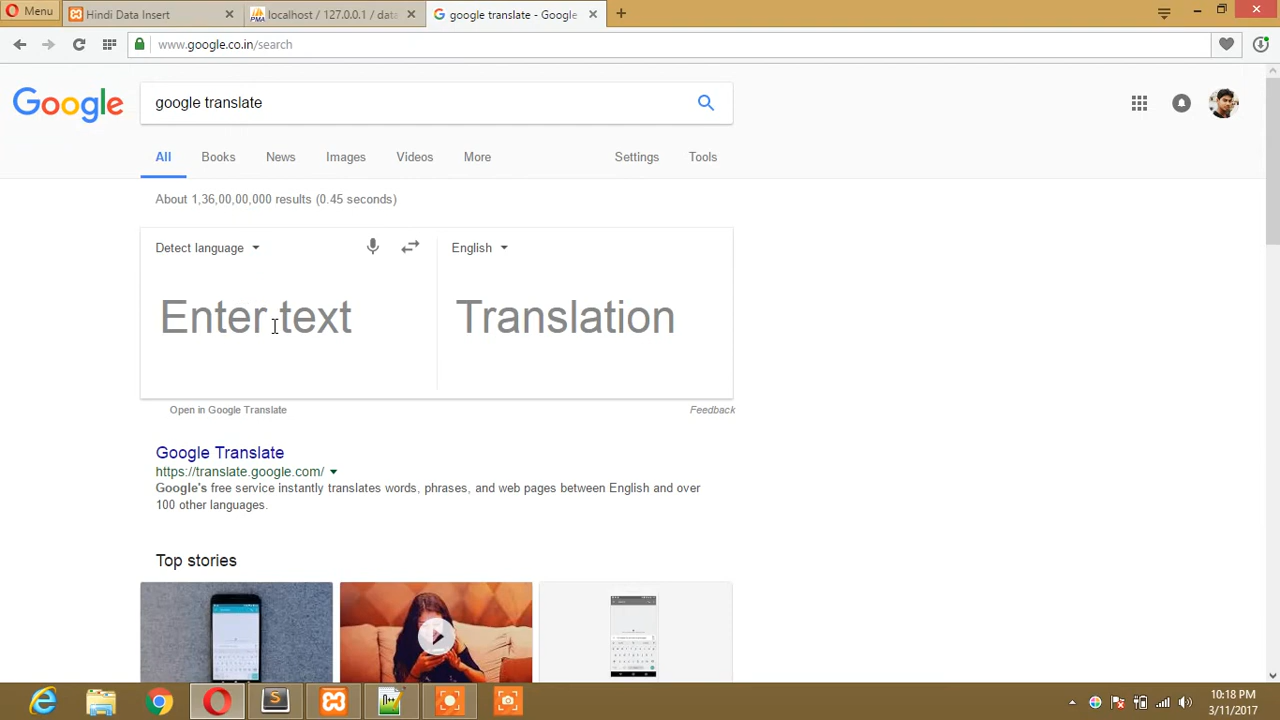 Menu
Hindi Data Insert
localhost / 127.0.0.1 / data
google translate - Google
www.google.co.in/search
Google
google translate
All
Books
News
Images
Videos
More
Settings
Tools
About 1,36,00,00,000 results (0.45 seconds)
Detect language
English
Enter text
Translation
Open in Google Translate
Feedback
Google Translate
https://translate.google.com/
Google's free service instantly translates words, phrases, and web pages between English and over
100 other languages.
Top stories
10:18 PM
3/11/2017